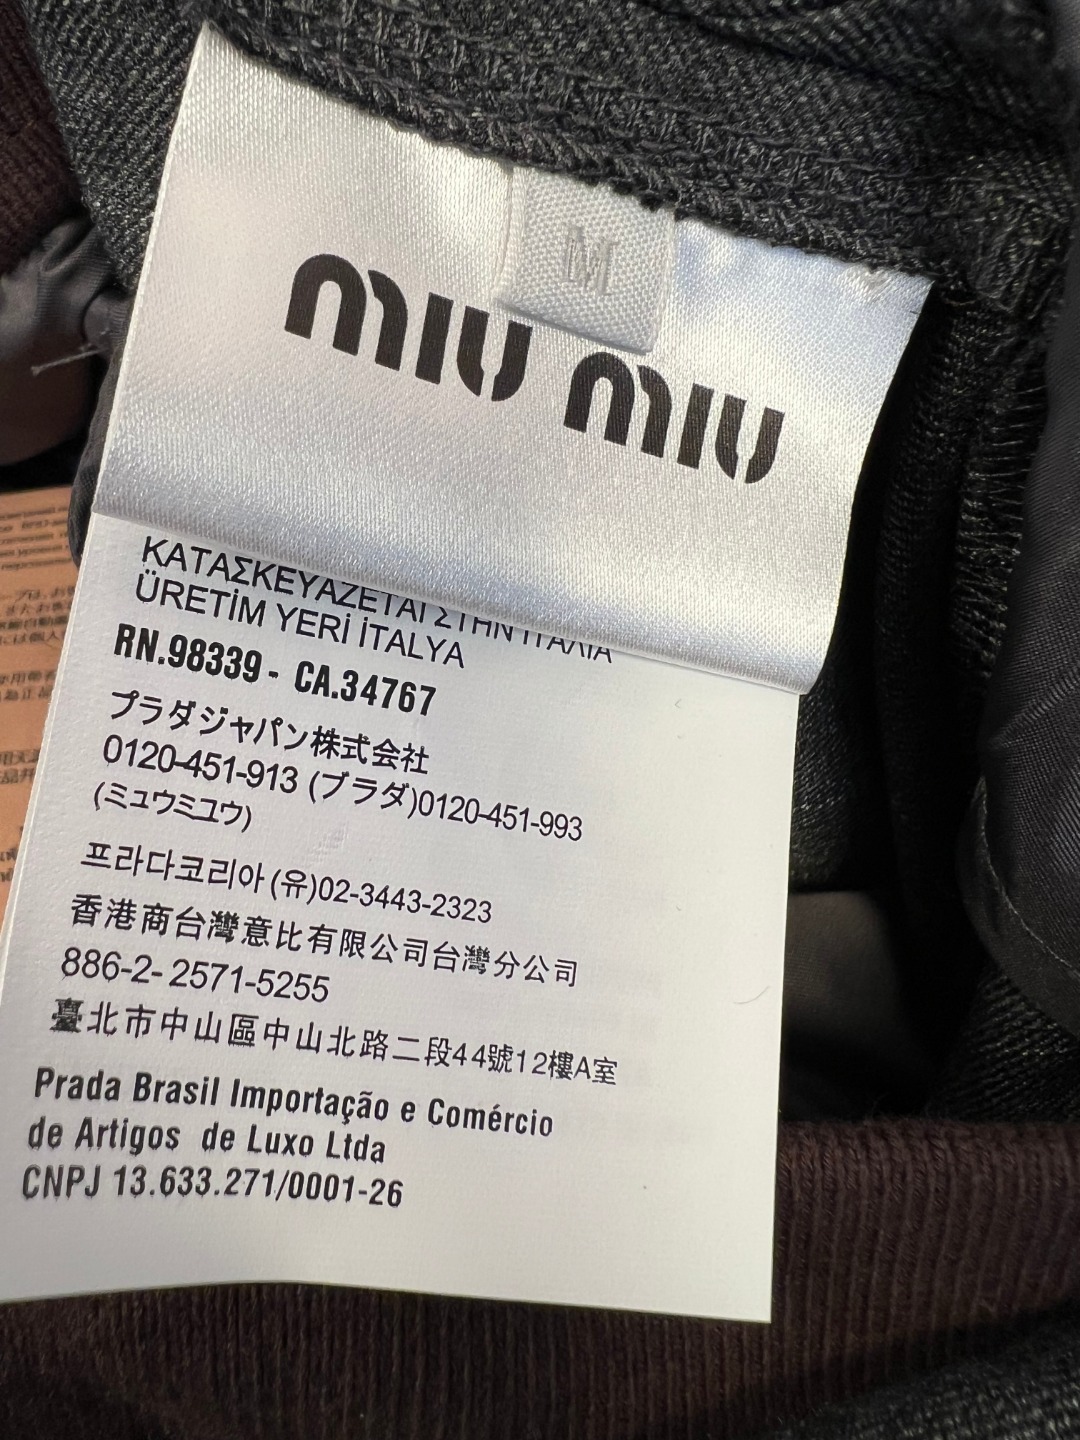 M
miu miu
ΚΑΤΑΣΚΕΥΑΖΕΤΑΙ ΣΤΗΝ ΙΤΑΛΙΑ
ÜRETİM YERİ İTALYA
RN.98339 - CA.34767
プラダジャパン株式会社
0120-451-913 (プラダ)0120-451-993
(ミュウミュウ)
프라다코리아(유)02-3443-2323
香港商台灣意比有限公司台灣分公司
886-2-2571-5255
臺北市中山區中山北路二段44號12樓A室
Prada Brasil Importação e Comércio
de Artigos de Luxo Ltda
CNPJ 13.633.271/0001-26